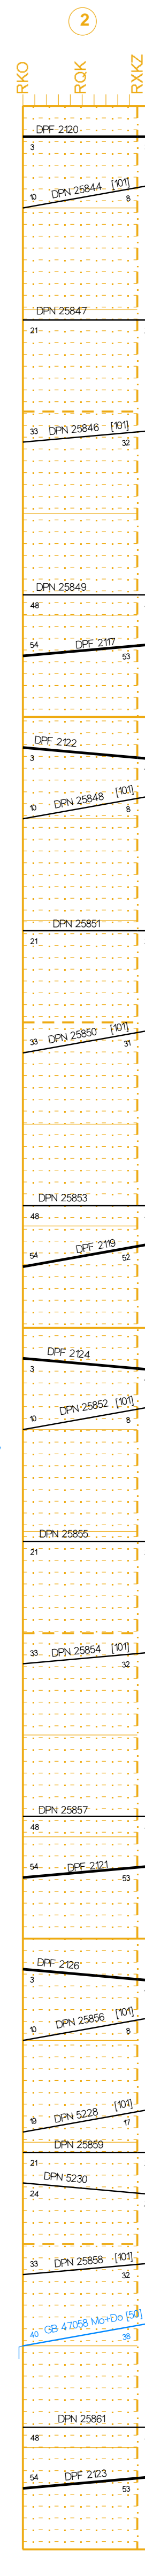 2
RKO RQK RXKZ
DPF 2120
3
DPN 25844 [101]
10 8
DPN 25847
21
DPN 25846 [101]
33 32
DPN 25849
48
DPF 2117
54 53
DPF 2122
3
DPN 25848 [101]
10 8
DPN 25851
21
DPN 25850 [101]
33 31
DPN 25853
48
DPF 2119
54 52
DPF 2124
3
DPN 25852 [101]
10 8
DPN 25855
21
DPN 25854 [101]
33 32
DPN 25857
48
DPF 2121
54 53
DPF 2126
3
DPN 25856 [101]
10 8
DPN 5228 [101]
19 17
DPN 25859
21
DPN 5230
24
DPN 25858 [101]
33 32
GB 47058 Mo+Do [50]
40 38
DPN 25861
48
DPF 2123
54 53